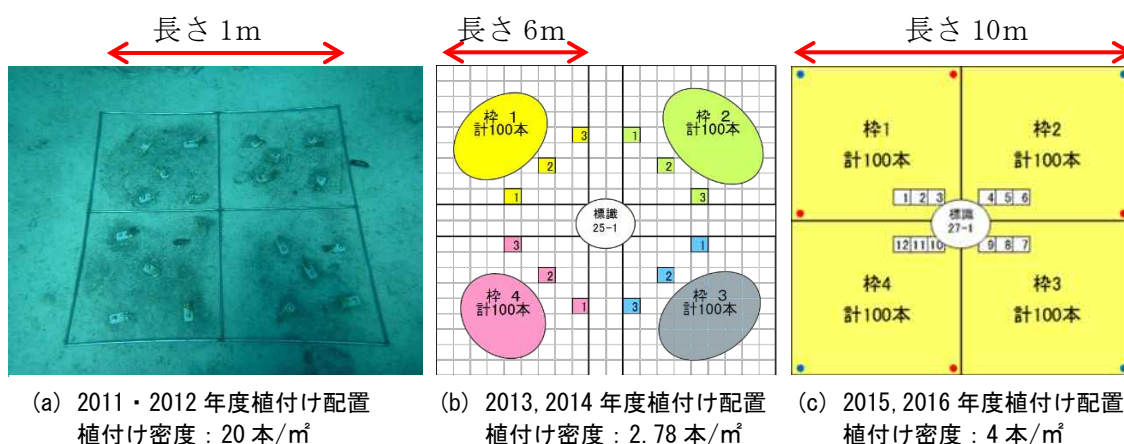 長さ 1m
長さ 6m
長さ 10m
枠 1
計100本
枠 2
計100本
3
2
1
1
2
3
標識
25-1
3
2
1
1
2
3
枠 4
計100本
枠 3
計100本
枠1
計100本
枠2
計100本
1 2 3
4 5 6
標識
27-1
12 11 10
9 8 7
枠4
計100本
枠3
計100本
(a) 2011・2012 年度植付け配置
植付け密度：20 本/㎡
(b) 2013, 2014 年度植付け配置
植付け密度：2.78 本/㎡
(c) 2015, 2016 年度植付け配置
植付け密度：4 本/㎡